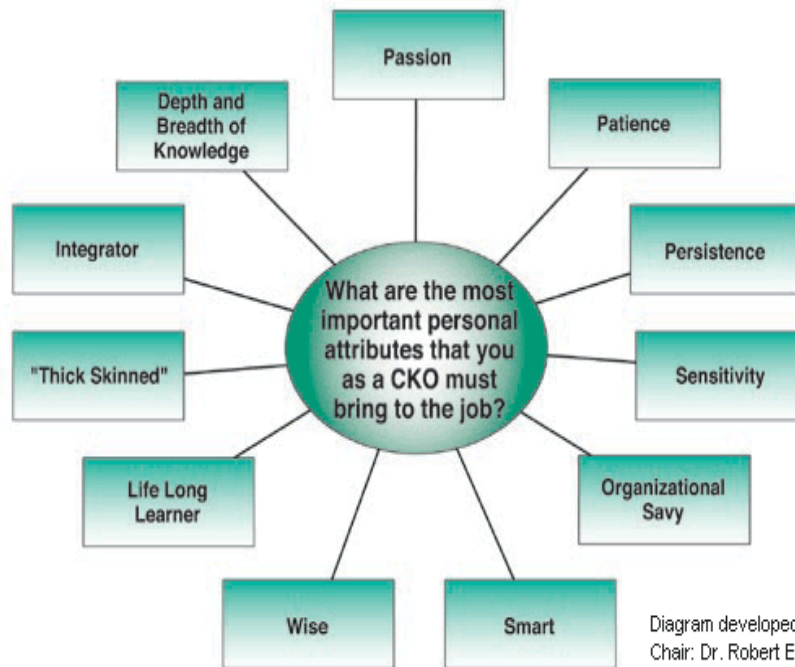 Passion
Depth and
Breadth of
Knowledge
Patience
Integrator
Persistence
What are the most
important personal
attributes that you
as a CKO must
bring to the job?
"Thick Skinned"
Sensitivity
Life Long
Learner
Organizational
Savy
Wise
Smart
Diagram developed
Chair: Dr. Robert E